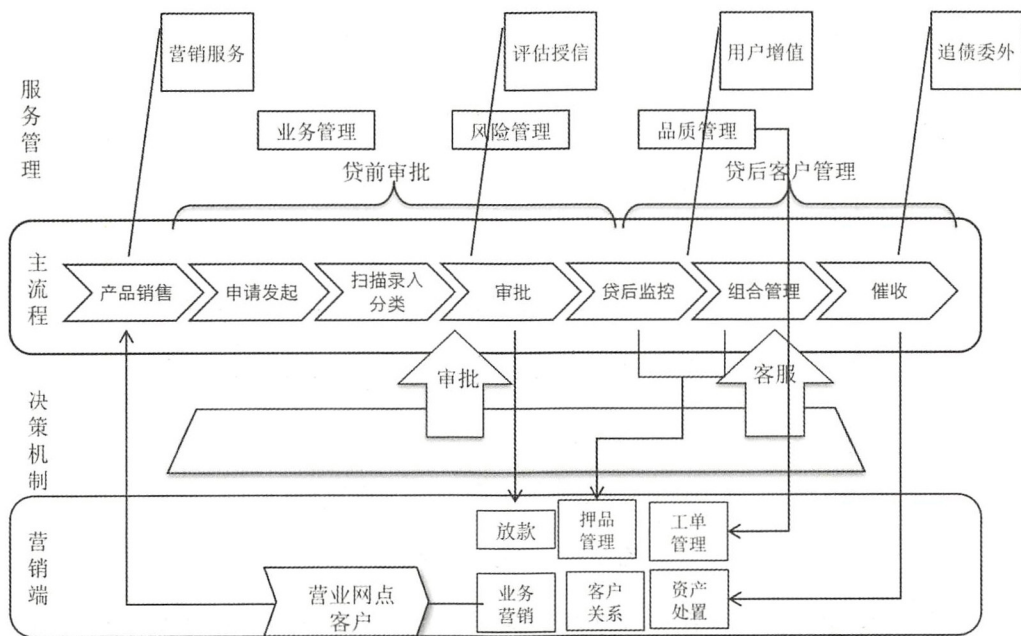 营销服务
评估授信
用户增值
追债委外
服务管理
业务管理
风险管理
品质管理
贷前审批
贷后客户管理
主流程
产品销售
申请发起
扫描录入
分类
审批
贷后监控
组合管理
催收
审批
客服
决策机制
营销端
放款
押品
管理
工单
管理
营业网点
客户
业务
营销
客户
关系
资产
处置